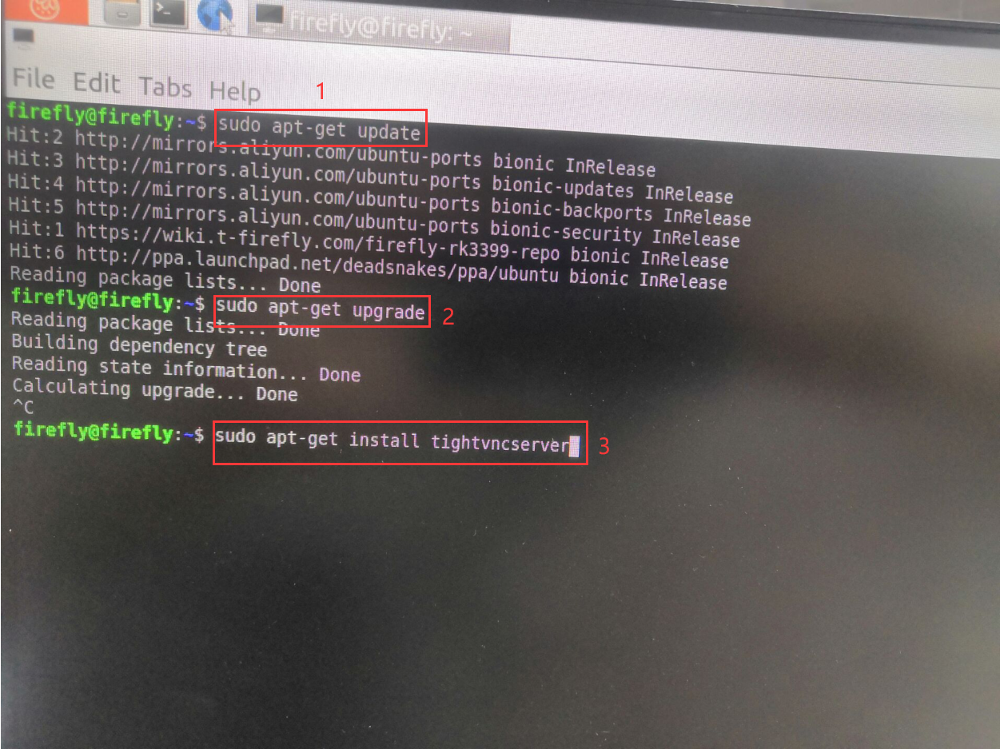 firefly@firefly: ~
File Edit Tabs Help
1
firefly@firefly:~$ sudo apt-get update
Hit:2 http://mirrors.aliyun.com/ubuntu-ports bionic InRelease
Hit:3 http://mirrors.aliyun.com/ubuntu-ports bionic-updates InRelease
Hit:4 http://mirrors.aliyun.com/ubuntu-ports bionic-backports InRelease
Hit:5 http://mirrors.aliyun.com/ubuntu-ports bionic-security InRelease
Hit:1 https://wiki.t-firefly.com/firefly-rk3399-repo bionic InRelease
Hit:6 http://ppa.launchpad.net/deadsnakes/ppa/ubuntu bionic InRelease
Reading package lists... Done
firefly@firefly:~$ sudo apt-get upgrade 2
Reading package lists... Done
Building dependency tree
Reading state information... Done
Calculating upgrade... Done
^C
firefly@firefly:~$ sudo apt-get install tightvncserver 3